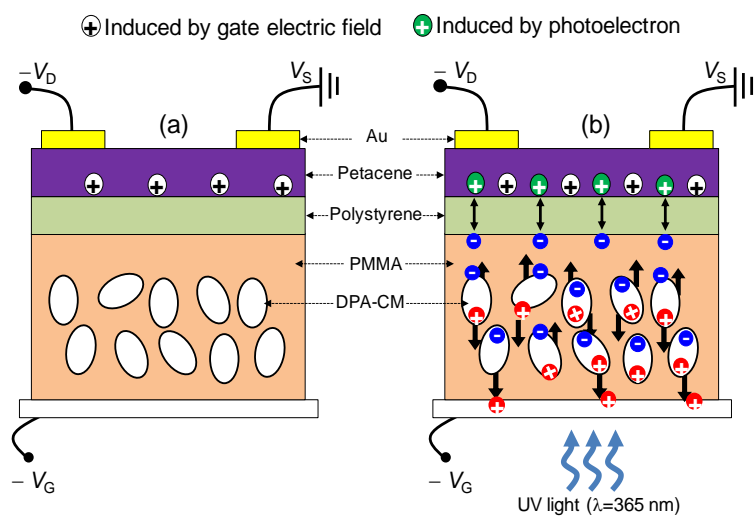 Induced by gate electric field
Induced by photoelectron
– VD
VS
(a)
Au
– VD
VS
(b)
Petacene
Polystyrene
PMMA
DPA-CM
– VG
– VG
UV light (λ=365 nm)